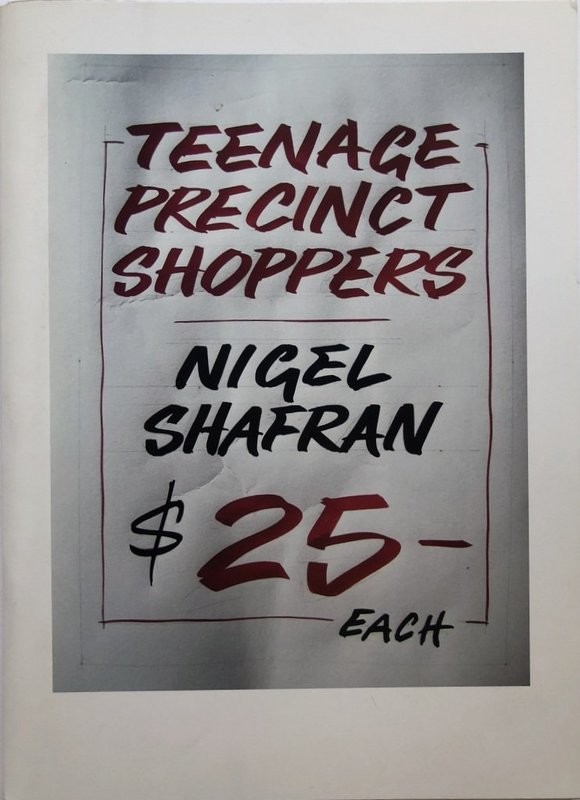 TEENAGE
PRECINCT
SHOPPERS
NIGEL
SHAFRAN
$ 25-
EACH